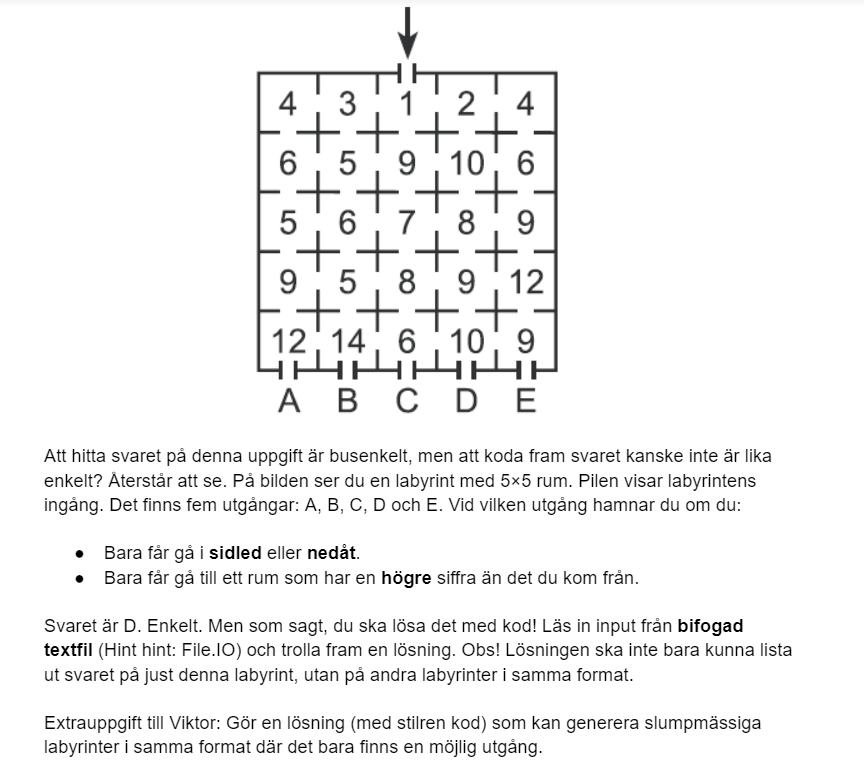 4 3 1 2 4
6 5 9 10 6
5 6 7 8 9
9 5 8 9 12
12 14 6 10 9
A B C D E
Att hitta svaret på denna uppgift är busenkelt, men att koda fram svaret kanske inte är lika
enkelt? Återstår att se. På bilden ser du en labyrint med 5×5 rum. Pilen visar labyrintens
ingång. Det finns fem utgångar: A, B, C, D och E. Vid vilken utgång hamnar du om du:
● Bara får gå i sidled eller nedåt.
● Bara får gå till ett rum som har en högre siffra än det du kom från.
Svaret är D. Enkelt. Men som sagt, du ska lösa det med kod! Läs in input från bifogad
textfil (Hint hint: File.IO) och trolla fram en lösning. Obs! Lösningen ska inte bara kunna lista
ut svaret på just denna labyrint, utan på andra labyrinter i samma format.
Extrauppgift till Viktor: Gör en lösning (med stilren kod) som kan generera slumpmässiga
labyrinter i samma format där det bara finns en möjlig utgång.